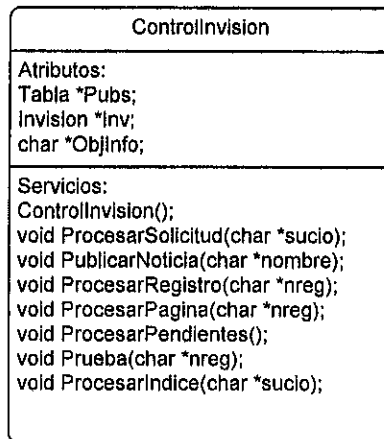 ControlInvision
Atributos:
Tabla *Pubs;
Invision *Inv;
char *ObjInfo;
Servicios:
ControlInvision();
void ProcesarSolicitud(char *sucio);
void PublicarNoticia(char *nombre);
void ProcesarRegistro(char *nreg);
void ProcesarPagina(char *nreg);
void ProcesarPendientes();
void Prueba(char *nreg);
void ProcesarIndice(char *sucio);